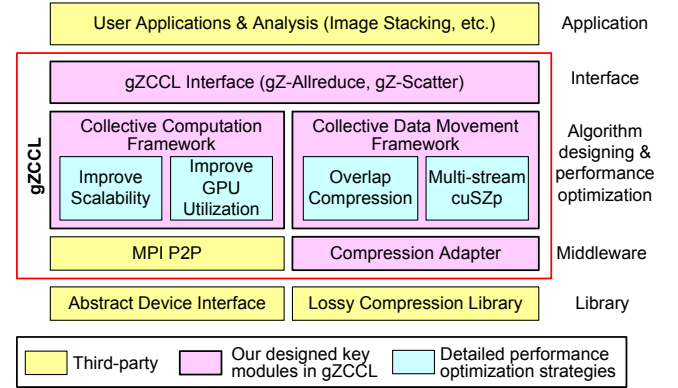 User Applications & Analysis (Image Stacking, etc.)
Application
gZCCL
gZCCL Interface (gZ-Allreduce, gZ-Scatter)
Interface
Collective Computation
Framework
Improve
Scalability
Improve
GPU
Utilization
Collective Data Movement
Framework
Overlap
Compression
Multi-stream
cuSZp
Algorithm
designing &
performance
optimization
MPI P2P
Compression Adapter
Middleware
Abstract Device Interface
Lossy Compression Library
Library
Third-party
Our designed key
modules in gZCCL
Detailed performance
optimization strategies